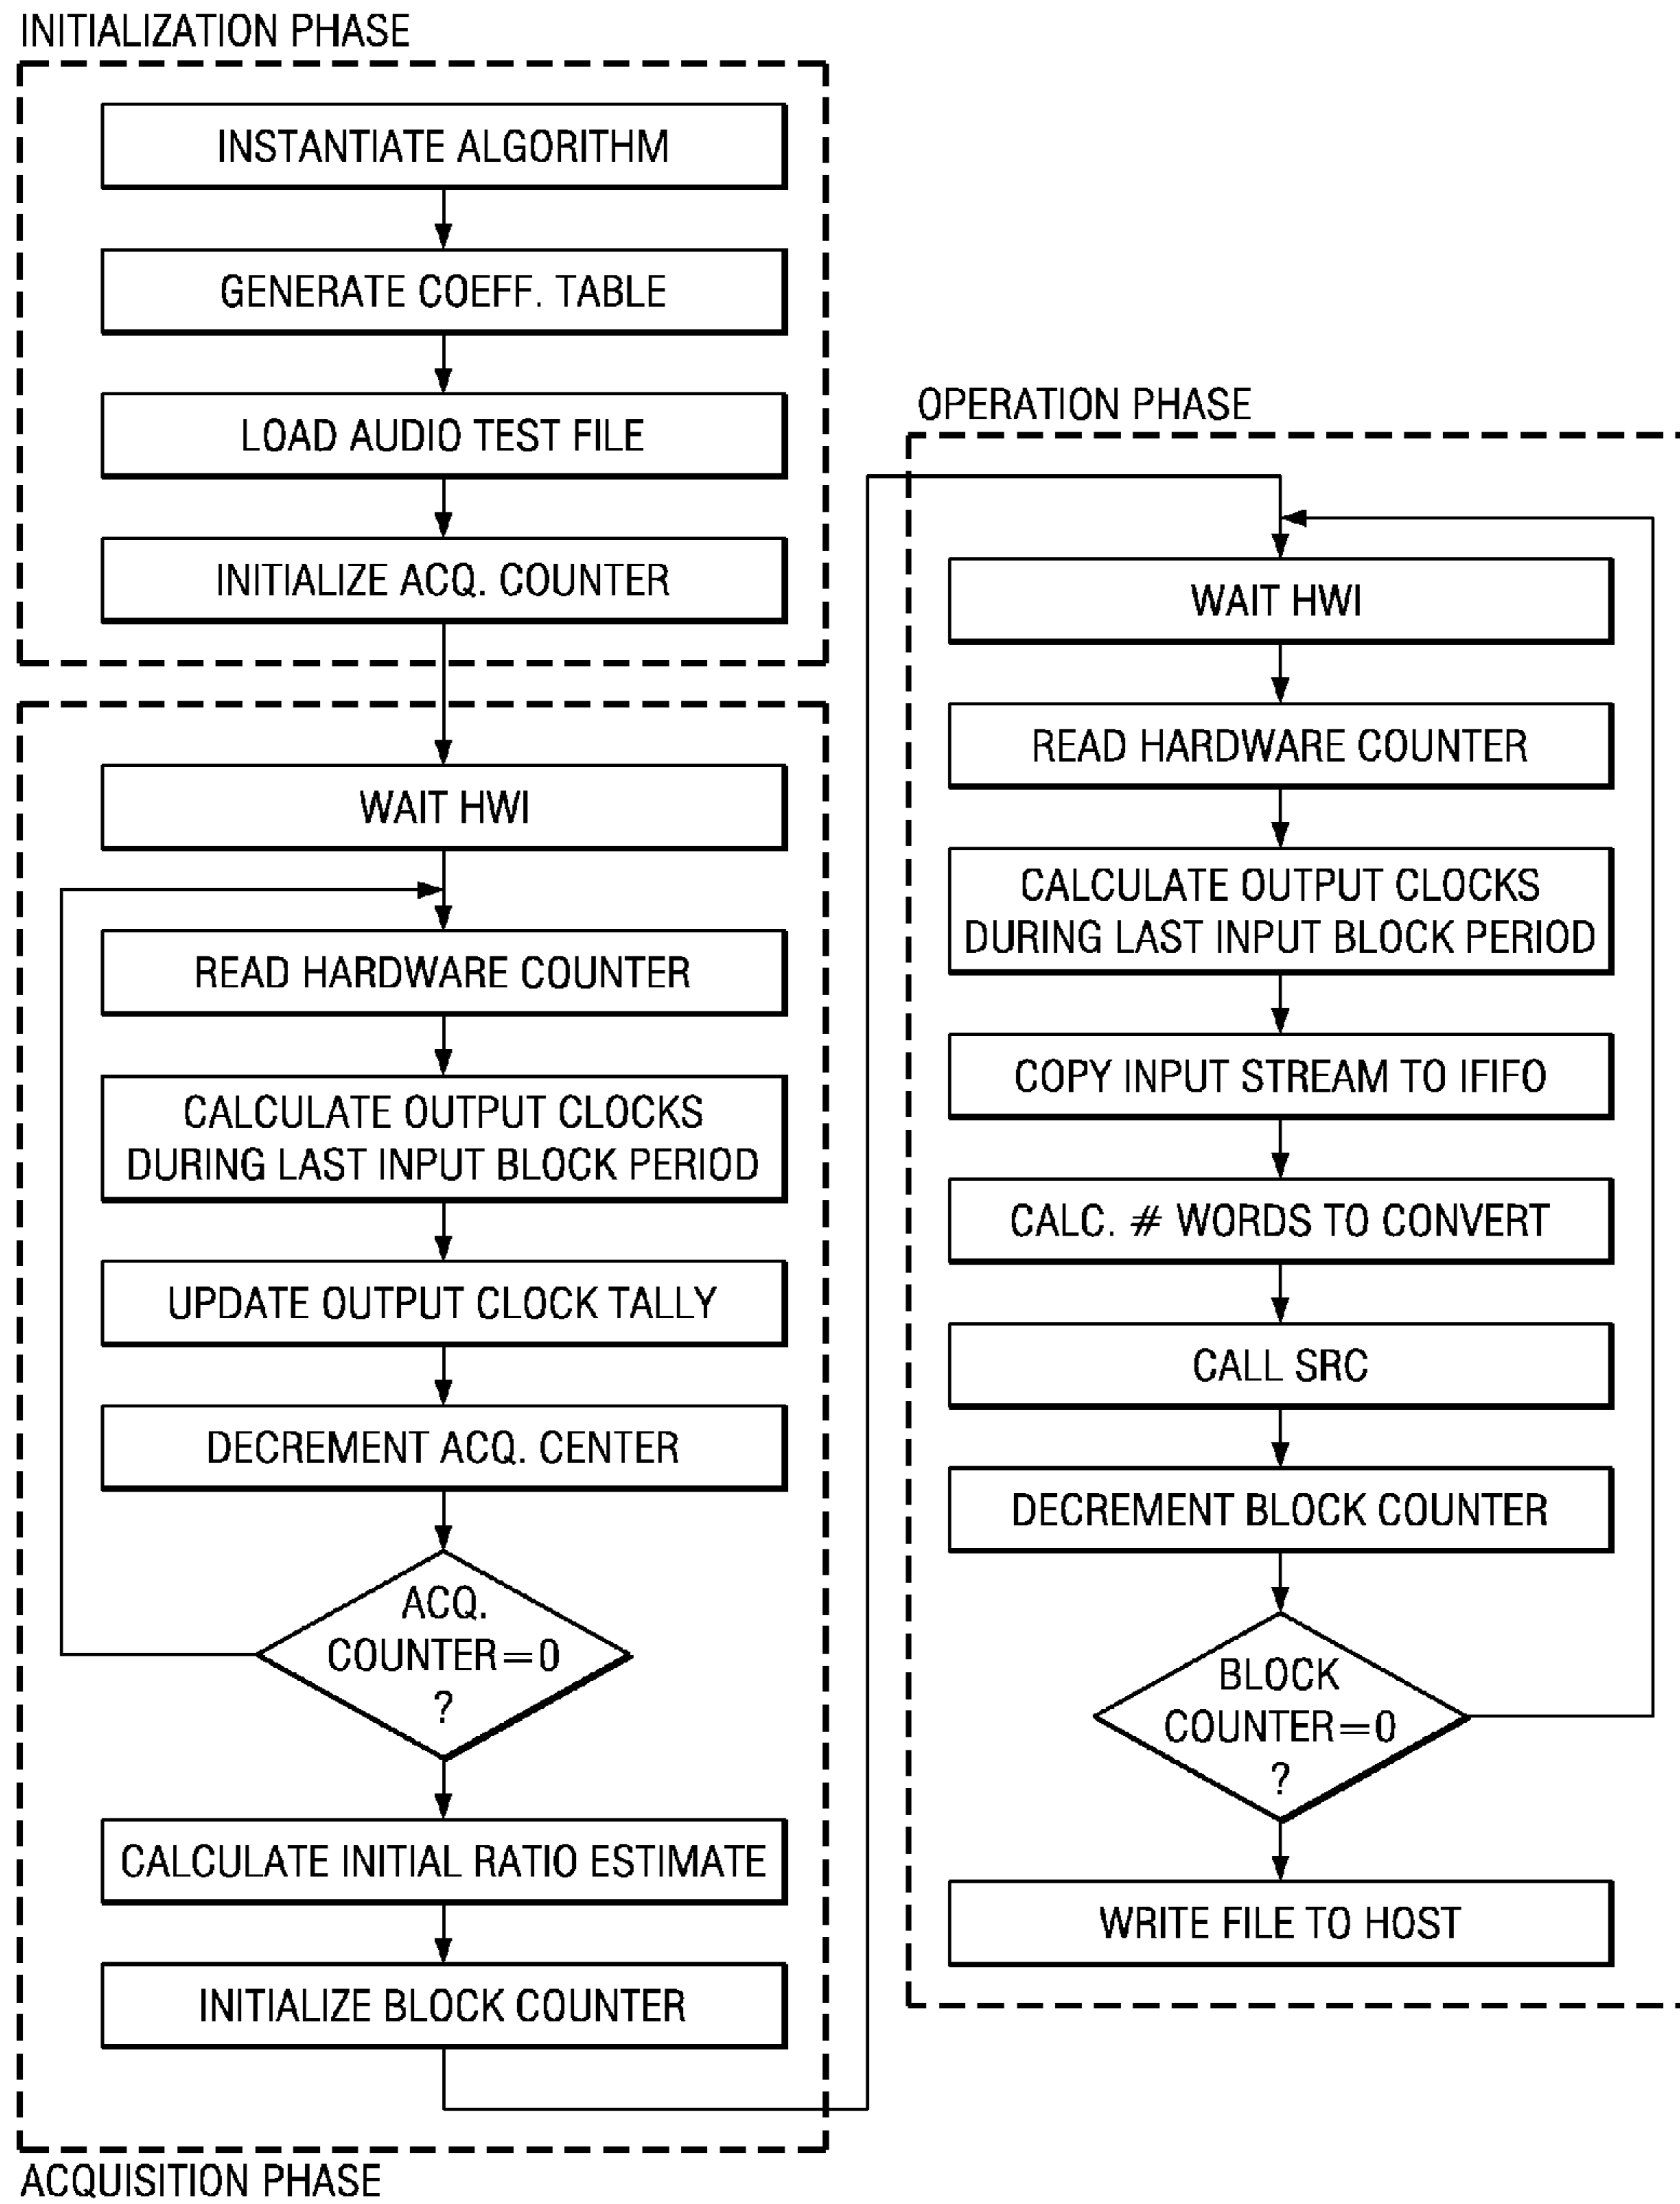 INITIALIZATION PHASE
INSTANTIATE ALGORITHM
GENERATE COEFF. TABLE
LOAD AUDIO TEST FILE
INITIALIZE ACQ. COUNTER
WAIT HWI
READ HARDWARE COUNTER
CALCULATE OUTPUT CLOCKS
DURING LAST INPUT BLOCK PERIOD
UPDATE OUTPUT CLOCK TALLY
DECREMENT ACQ. CENTER
ACQ.
COUNTER=0
?
CALCULATE INITIAL RATIO ESTIMATE
INITIALIZE BLOCK COUNTER
ACQUISITION PHASE
OPERATION PHASE
WAIT HWI
READ HARDWARE COUNTER
CALCULATE OUTPUT CLOCKS
DURING LAST INPUT BLOCK PERIOD
COPY INPUT STREAM TO IFIFO
CALC. # WORDS TO CONVERT
CALL SRC
DECREMENT BLOCK COUNTER
BLOCK
COUNTER=0
?
WRITE FILE TO HOST